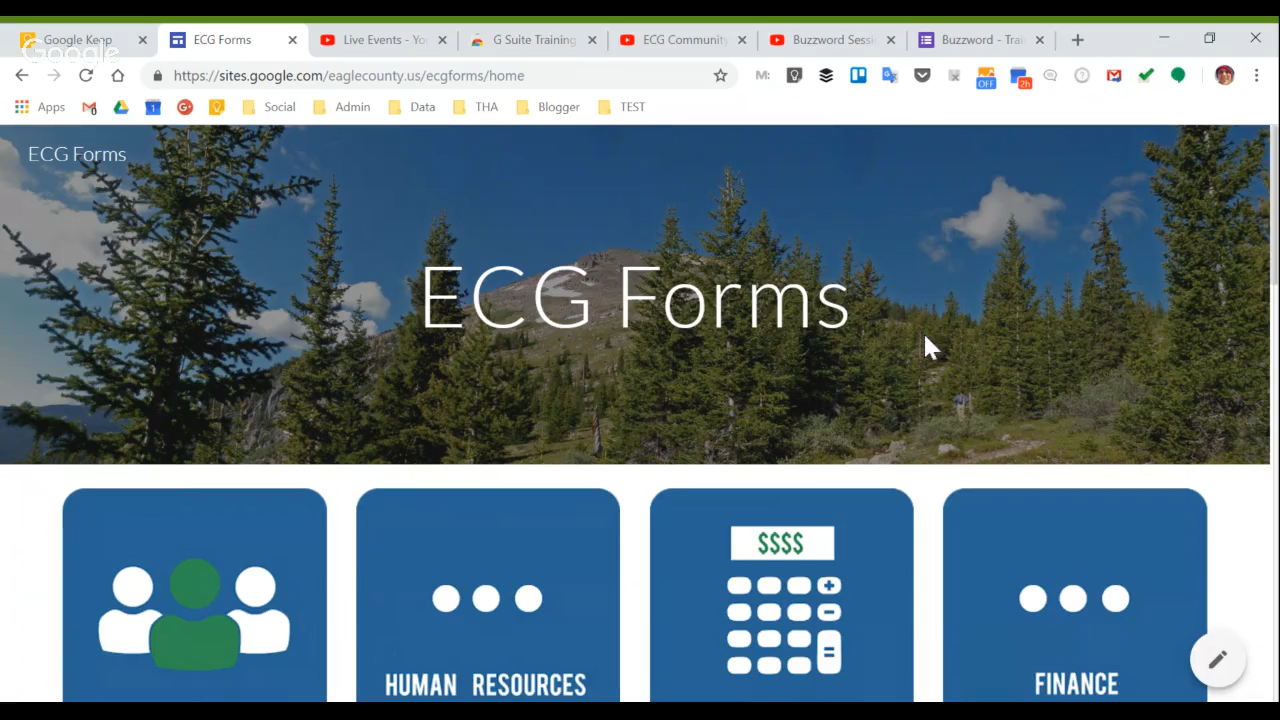 Google Keep
Google
ECG Forms
Live Events - Yo
G Suite Training
ECG Community
Buzzword Sessi
Buzzword - Trai
https://sites.google.com/eaglecounty.us/ecgforms/home
M:
OFF
2h
Apps
1
Social
Admin
Data
THA
Blogger
TEST
ECG Forms
ECG Forms
$$$$
HUMAN RESOURCES
FINANCE